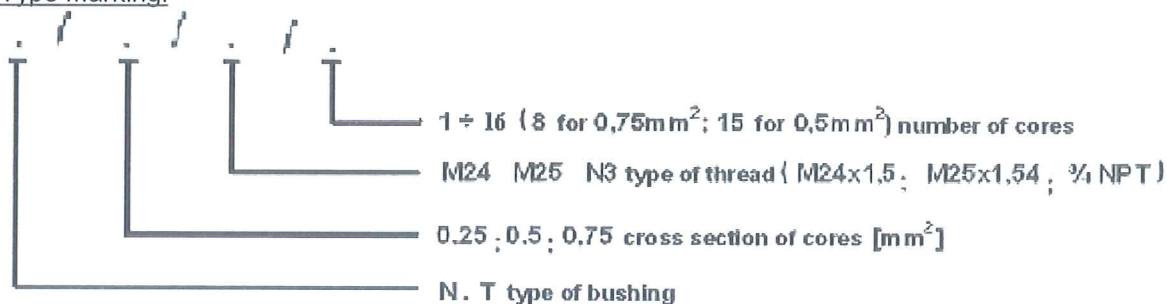 Type marking:
. / . / . / .
1 ÷ 16 (8 for 0,75mm²; 15 for 0,5mm²) number of cores
M24 M25 N3 type of thread ( M24x1,5; M25x1,54; ¾ NPT)
0.25; 0.5; 0.75 cross section of cores [mm²]
N. T type of bushing